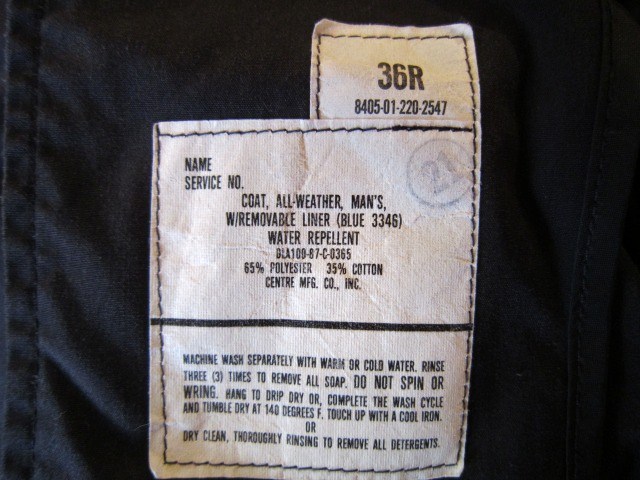 36R
8405-01-220-2547
21
NAME
SERVICE NO.
COAT, ALL-WEATHER, MAN'S,
W/REMOVABLE LINER (BLUE 3346)
WATER REPELLENT
DLA100-87-C-0365
65% POLYESTER 35% COTTON
CENTRE MFG. CO., INC.
MACHINE WASH SEPARATELY WITH WARM OR COLD WATER. RINSE
THREE (3) TIMES TO REMOVE ALL SOAP. DO NOT SPIN OR
WRING. HANG TO DRIP DRY OR, COMPLETE THE WASH CYCLE
AND TUMBLE DRY AT 140 DEGREES F. TOUCH UP WITH A COOL IRON.
OR
DRY CLEAN, THOROUGHLY RINSING TO REMOVE ALL DETERGENTS.